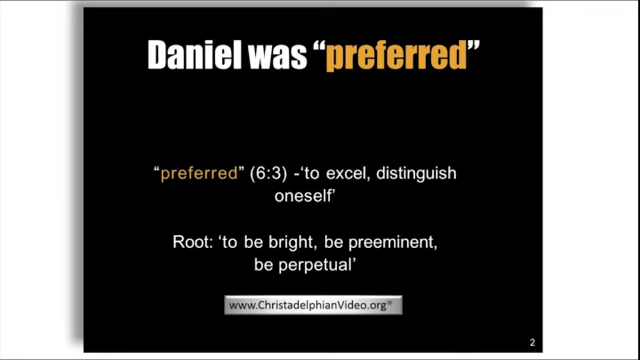 Daniel was “preferred”
“preferred” (6:3) -‘to excel, distinguish
oneself’
Root: ‘to be bright, be preeminent,
be perpetual’
www.ChristadelphianVideo.org®
2